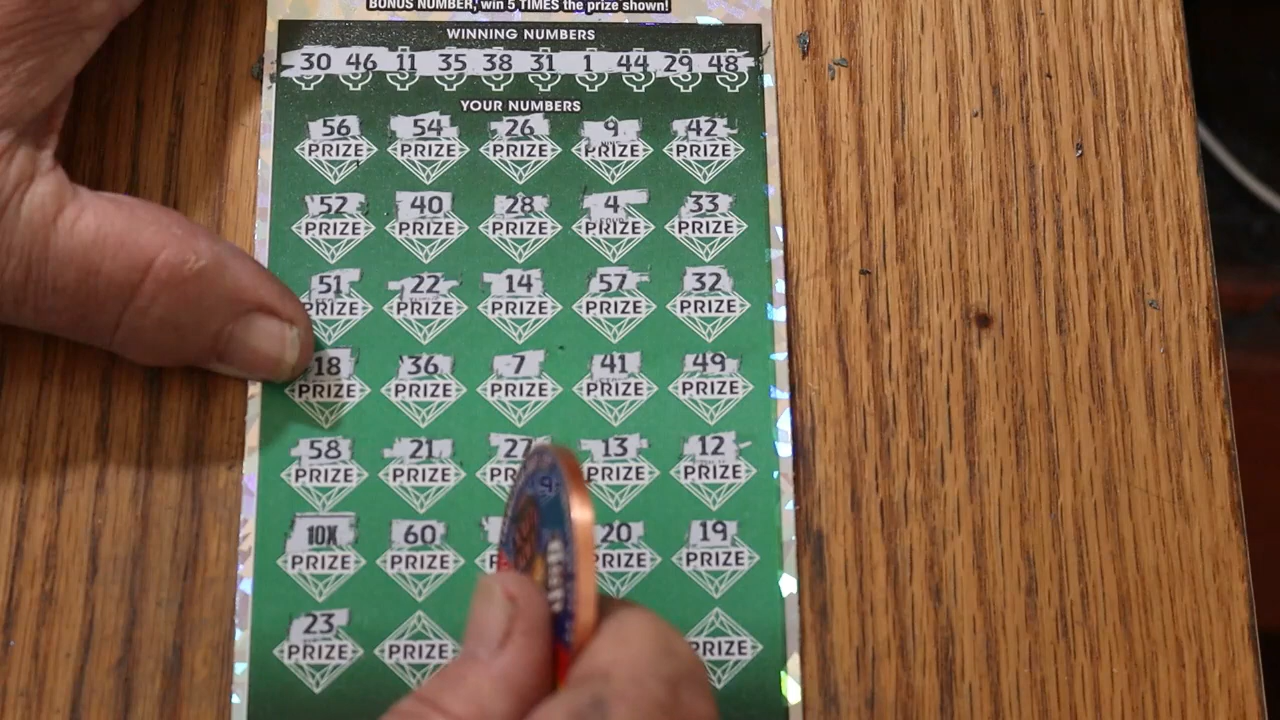 BONUS NUMBER, win 5 TIMES the prize shown!
WINNING NUMBERS
30 46 11 35 38 31 1 44 29 48
YOUR NUMBERS
56 54 26 9 42
PRIZE PRIZE PRIZE PRIZE PRIZE
52 40 28 4 33
PRIZE PRIZE PRIZE PRIZE PRIZE
51 22 14 57 32
PRIZE PRIZE PRIZE PRIZE PRIZE
18 36 7 41 49
PRIZE PRIZE PRIZE PRIZE PRIZE
58 21 27 13 12
PRIZE PRIZE PRIZE PRIZE
10X 60 20 19
PRIZE PRIZE PRIZE PRIZE
23
PRIZE PRIZE PRIZE